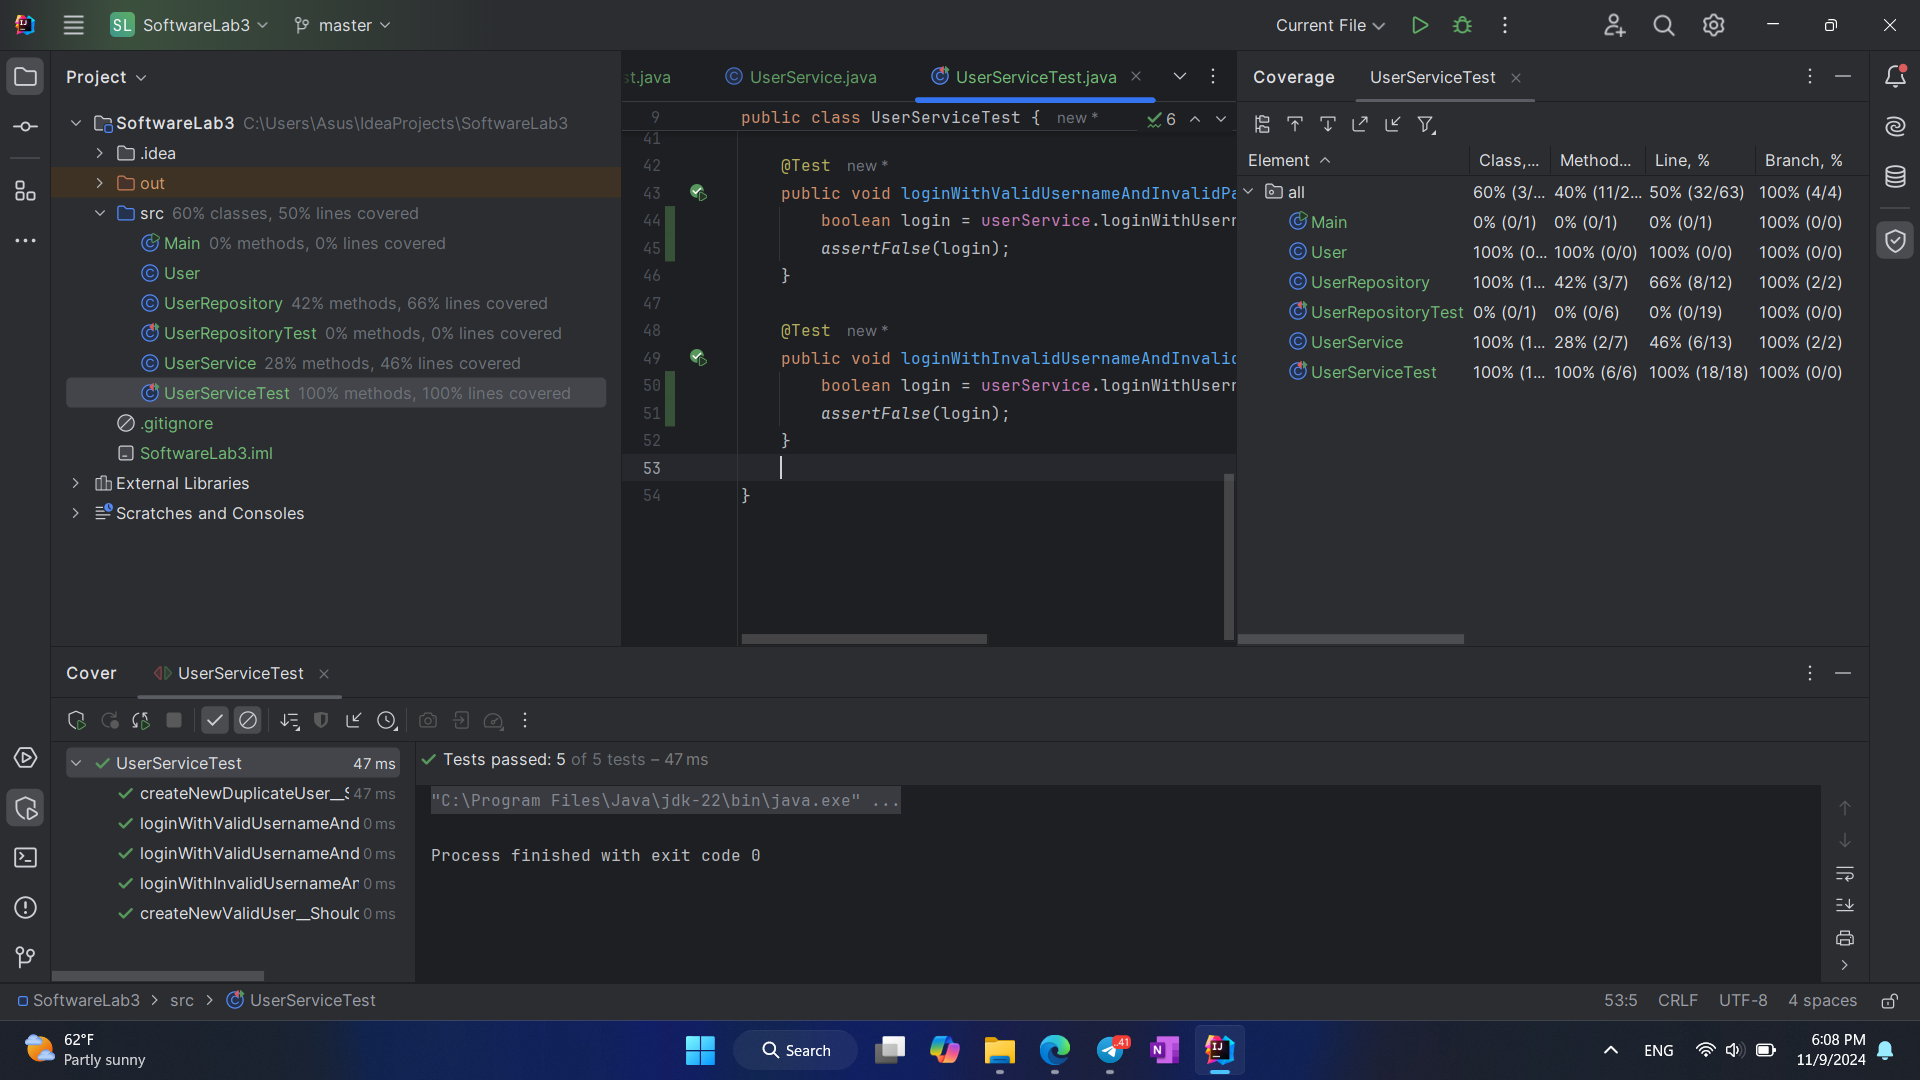 SL SoftwareLab3 master Current File
Project
SoftwareLab3 C:\Users\Asus\IdeaProjects\SoftwareLab3
.idea
out
src 60% classes, 50% lines covered
Main 0% methods, 0% lines covered
User
UserRepository 42% methods, 66% lines covered
UserRepositoryTest 0% methods, 0% lines covered
UserService 28% methods, 46% lines covered
UserServiceTest 100% methods, 100% lines covered
.gitignore
SoftwareLab3.iml
External Libraries
Scratches and Consoles
st.java UserService.java UserServiceTest.java
9 public class UserServiceTest { new * 6
41
42 @Test new *
43 public void loginWithValidUsernameAndInvalidPa
44 boolean login = userService.loginWithUsern
45 assertFalse(login);
46 }
47
48 @Test new *
49 public void loginWithInvalidUsernameAndInvalid
50 boolean login = userService.loginWithUsern
51 assertFalse(login);
52 }
53
54 }
Coverage UserServiceTest
Element Class,... Method... Line, % Branch, %
all 60% (3/... 40% (11/2... 50% (32/63) 100% (4/4)
Main 0% (0/1) 0% (0/1) 0% (0/1) 100% (0/0)
User 100% (0... 100% (0/0) 100% (0/0) 100% (0/0)
UserRepository 100% (1... 42% (3/7) 66% (8/12) 100% (2/2)
UserRepositoryTest 0% (0/1) 0% (0/6) 0% (0/19) 100% (0/0)
UserService 100% (1... 28% (2/7) 46% (6/13) 100% (2/2)
UserServiceTest 100% (1... 100% (6/6) 100% (18/18) 100% (0/0)
Cover UserServiceTest
UserServiceTest 47 ms
createNewDuplicateUser__S 47 ms
loginWithValidUsernameAnd 0 ms
loginWithValidUsernameAnd 0 ms
loginWithInvalidUsernameAn 0 ms
createNewValidUser__Should 0 ms
Tests passed: 5 of 5 tests – 47 ms
"C:\Program Files\Java\jdk-22\bin\java.exe" ...
Process finished with exit code 0
SoftwareLab3 > src > UserServiceTest 53:5 CRLF UTF-8 4 spaces
62°F
Partly sunny
Search
41
ENG
6:08 PM
11/9/2024